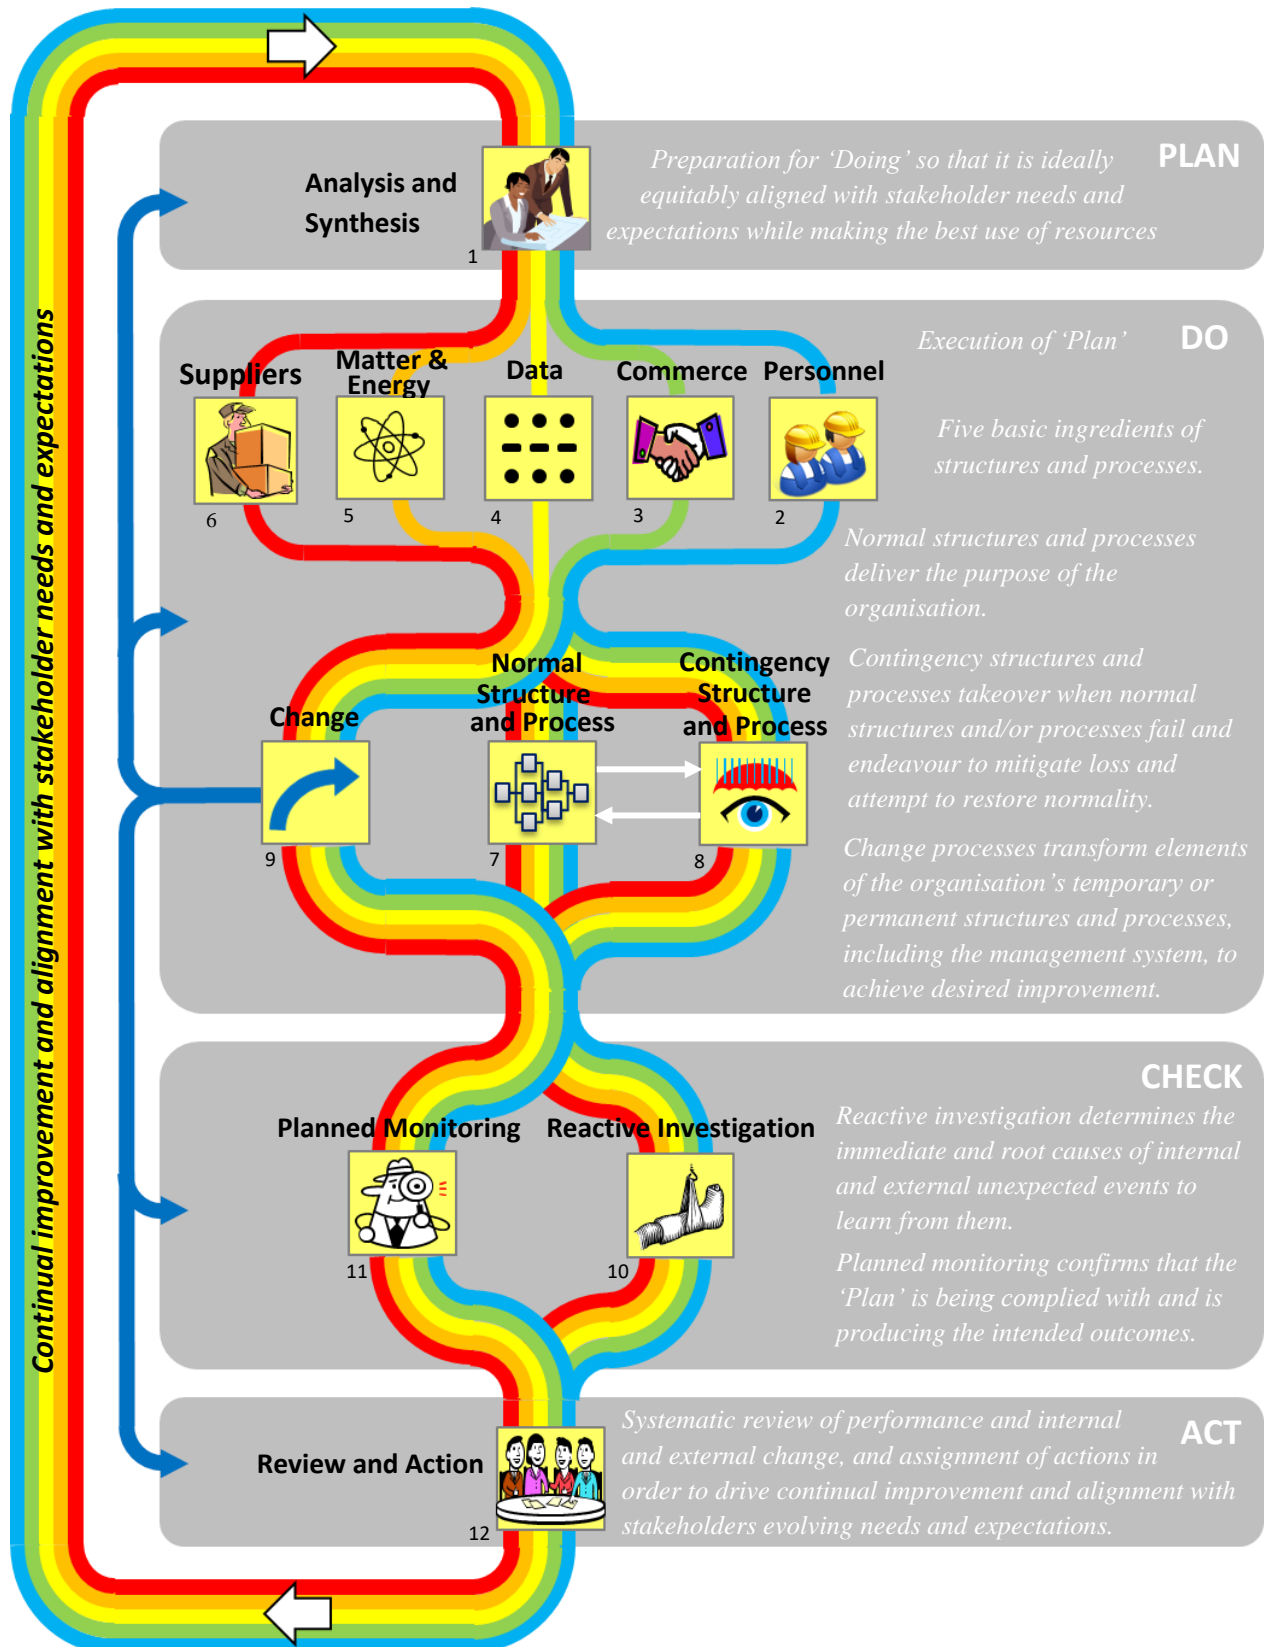 PLAN
Analysis and
Synthesis
1
Preparation for ‘Doing’ so that it is ideally
equitably aligned with stakeholder needs and
expectations while making the best use of resources
DO
Execution of ‘Plan’
Suppliers
Matter &
Energy
Data
Commerce
Personnel
6
5
4
3
2
Five basic ingredients of
structures and processes.
Normal structures and processes
deliver the purpose of the
organisation.
Change
Normal
Structure
and Process
Contingency
Structure
and Process
9
7
8
Contingency structures and
processes takeover when normal
structures and/or processes fail and
endeavour to mitigate loss and
attempt to restore normality.
Change processes transform elements
of the organisation’s temporary or
permanent structures and processes,
including the management system, to
achieve desired improvement.
CHECK
Planned Monitoring
Reactive Investigation
11
10
Reactive investigation determines the
immediate and root causes of internal
and external unexpected events to
learn from them.
Planned monitoring confirms that the
‘Plan’ is being complied with and is
producing the intended outcomes.
ACT
Review and Action
12
Systematic review of performance and internal
and external change, and assignment of actions in
order to drive continual improvement and alignment with
stakeholders evolving needs and expectations.
Continual improvement and alignment with stakeholder needs and expectations